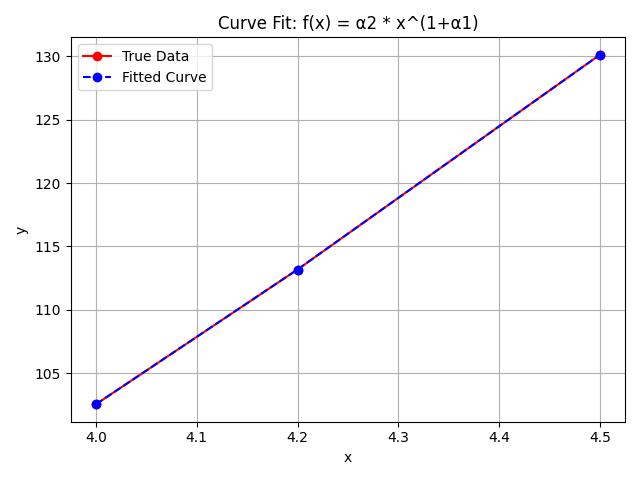 Curve Fit: f(x) = α2 * x^(1+α1)
True Data
Fitted Curve
y
130
125
120
115
110
105
4.0 4.1 4.2 4.3 4.4 4.5
x